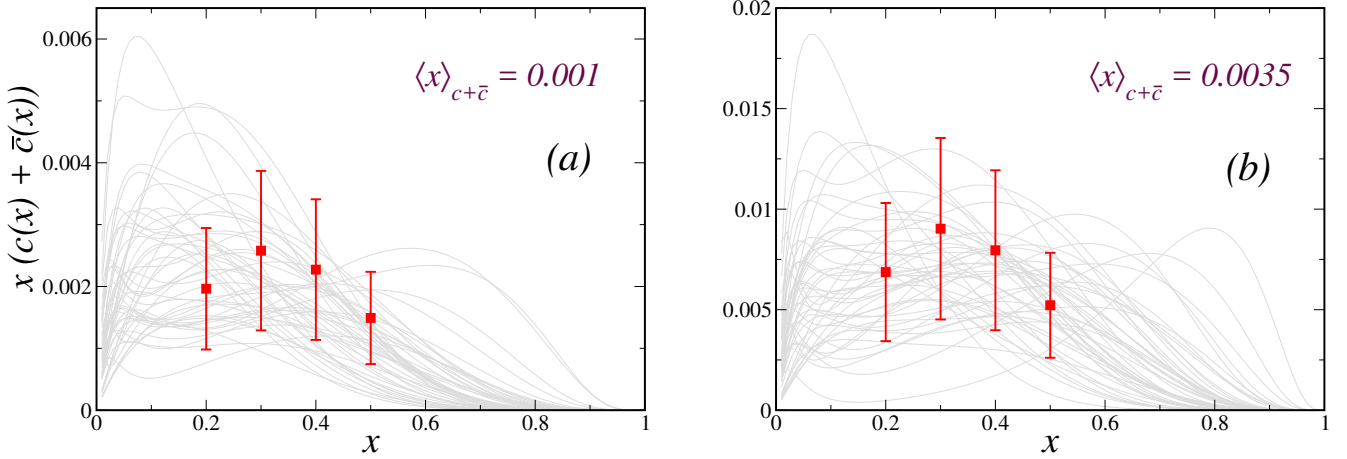 x (c(x) + c̄(x))
0.006
0.004
0.002
0
⟨x⟩c+c̄ = 0.001
(a)
0 0.2 0.4 0.6 0.8 1
x
0.02
0.015
0.01
0.005
0
⟨x⟩c+c̄ = 0.0035
(b)
0 0.2 0.4 0.6 0.8 1
x